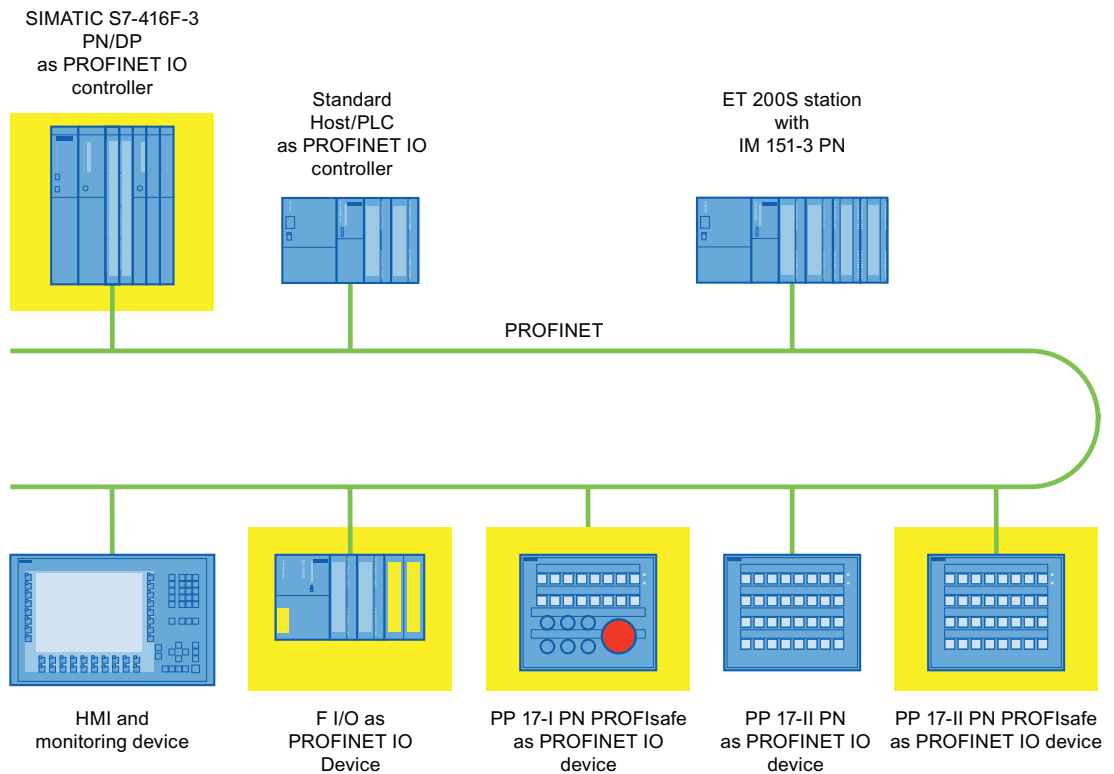 SIMATIC S7-416F-3
PN/DP
as PROFINET IO
controller
Standard
Host/PLC
as PROFINET IO
controller
ET 200S station
with
IM 151-3 PN
PROFINET
HMI and
monitoring device
F I/O as
PROFINET IO
Device
PP 17-I PN PROFIsafe
as PROFINET IO
device
PP 17-II PN
as PROFINET IO
device
PP 17-II PN PROFIsafe
as PROFINET IO device